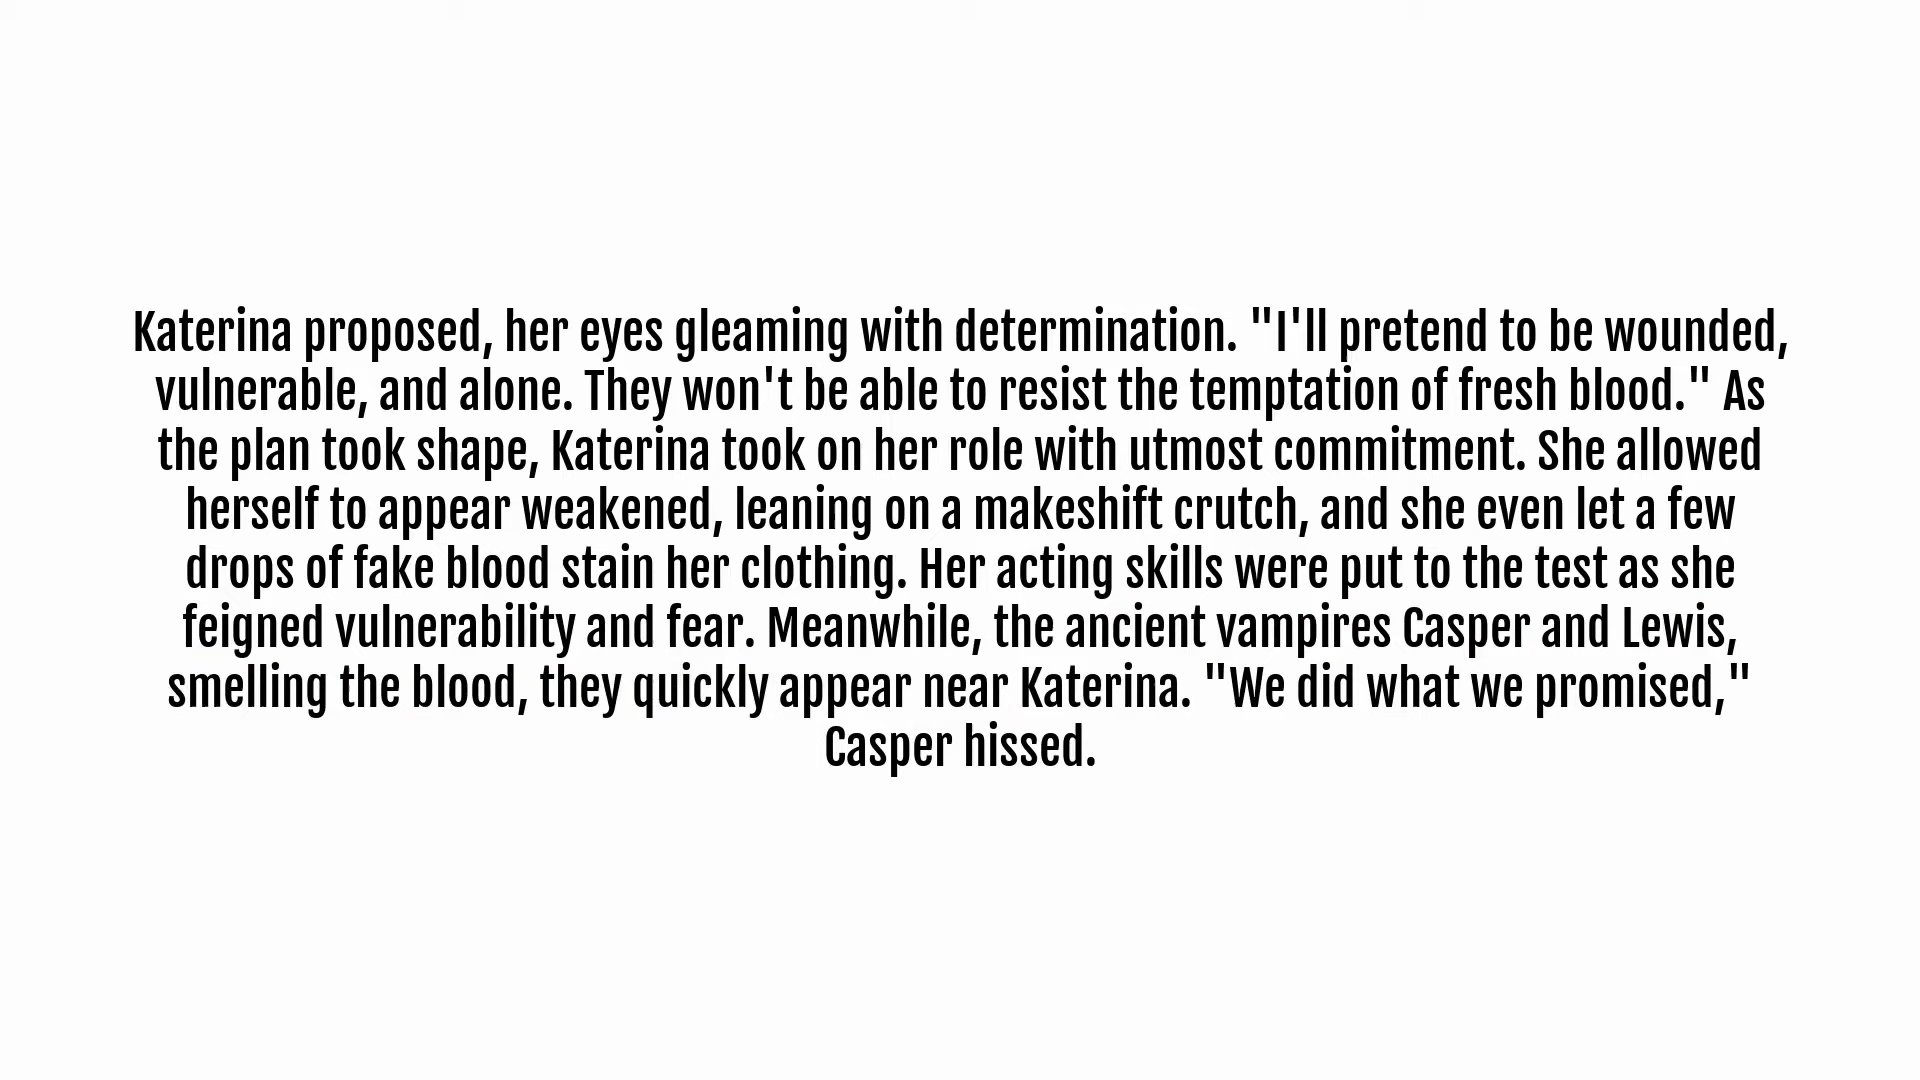 Katerina proposed, her eyes gleaming with determination. "I'll pretend to be wounded,
vulnerable, and alone. They won't be able to resist the temptation of fresh blood." As
the plan took shape, Katerina took on her role with utmost commitment. She allowed
herself to appear weakened, leaning on a makeshift crutch, and she even let a few
drops of fake blood stain her clothing. Her acting skills were put to the test as she
feigned vulnerability and fear. Meanwhile, the ancient vampires Casper and Lewis,
smelling the blood, they quickly appear near Katerina. "We did what we promised,"
Casper hissed.